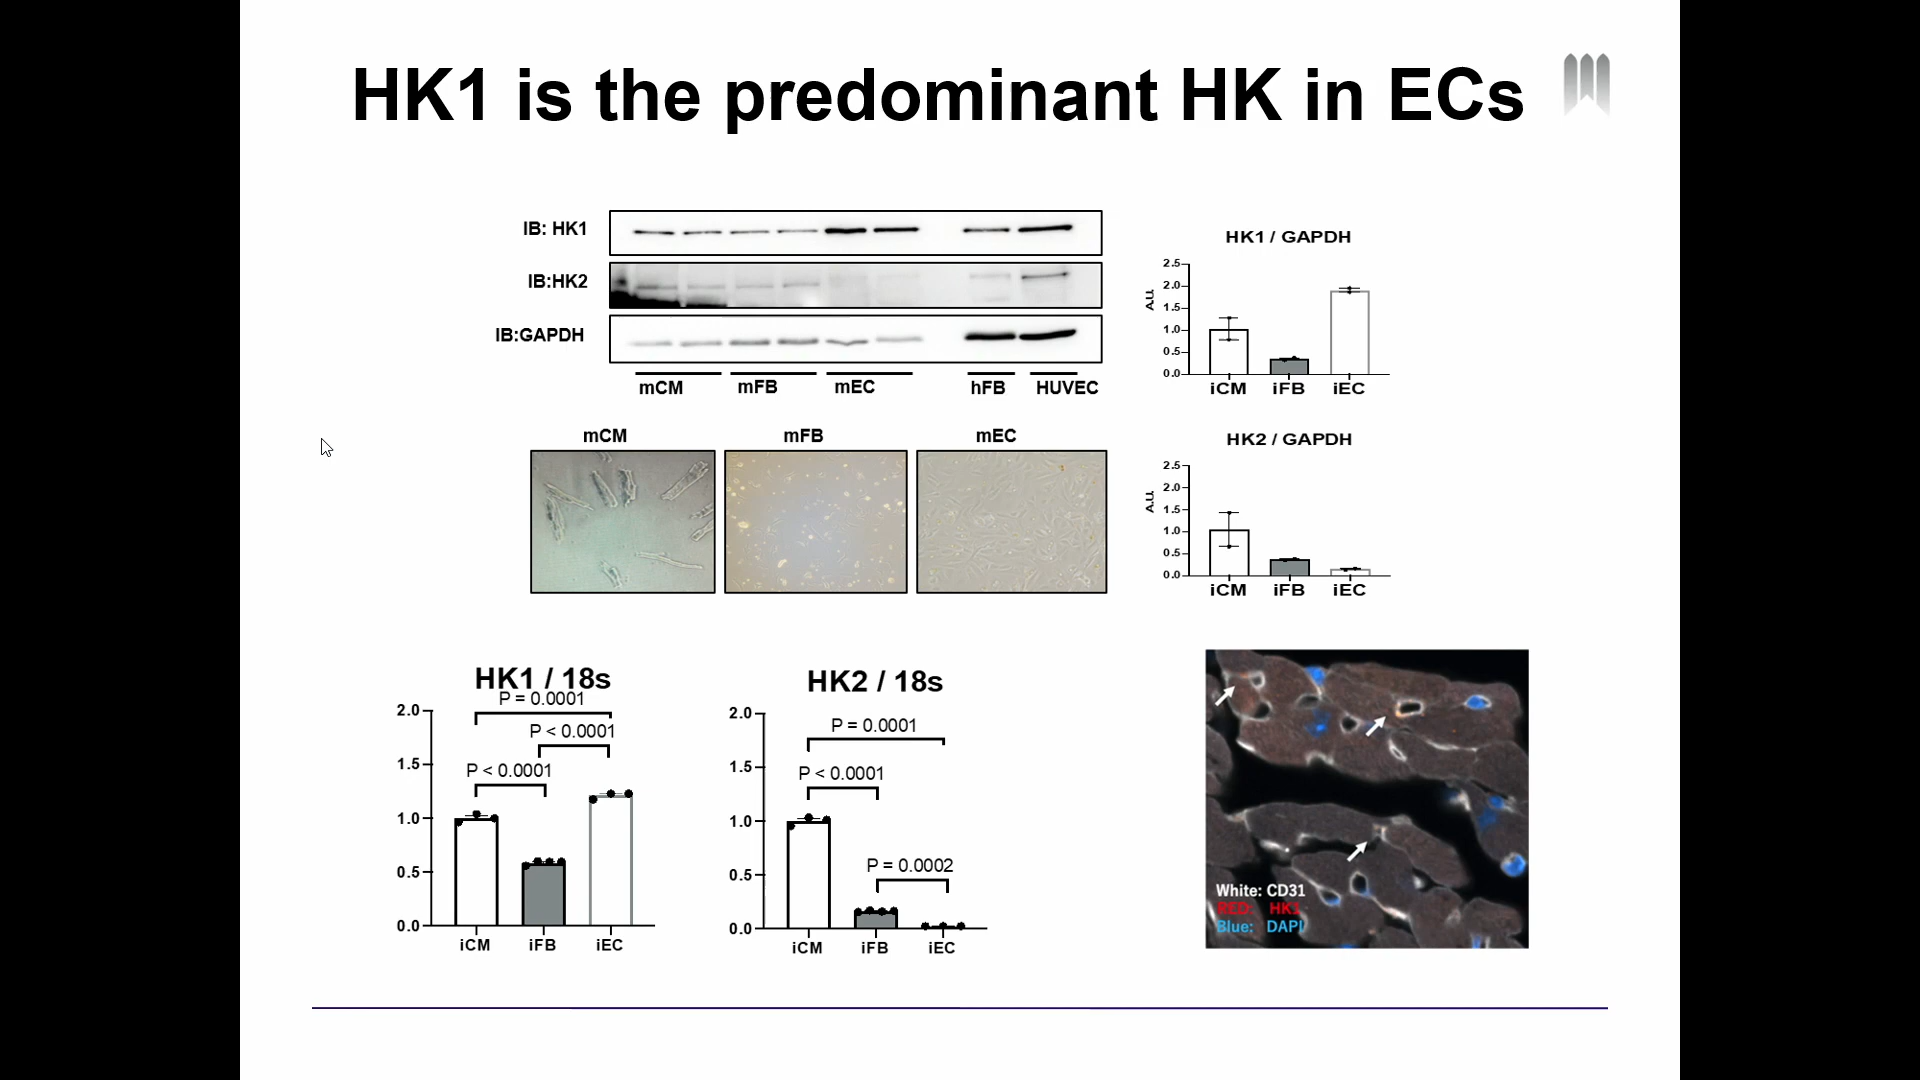 HK1 is the predominant HK in ECs
IB: HK1
IB:HK2
IB:GAPDH
mCM mFB mEC hFB HUVEC
HK1 / GAPDH
A.U.
2.5
2.0
1.5
1.0
0.5
0.0
iCM iFB iEC
mCM mFB mEC
HK2 / GAPDH
A.U.
2.5
2.0
1.5
1.0
0.5
0.0
iCM iFB iEC
HK1 / 18s
P = 0.0001
P < 0.0001
P < 0.0001
2.0
1.5
1.0
0.5
0.0
iCM iFB iEC
HK2 / 18s
P = 0.0001
P < 0.0001
P = 0.0002
2.0
1.5
1.0
0.5
0.0
iCM iFB iEC
White: CD31
RED: HK1
Blue: DAPI